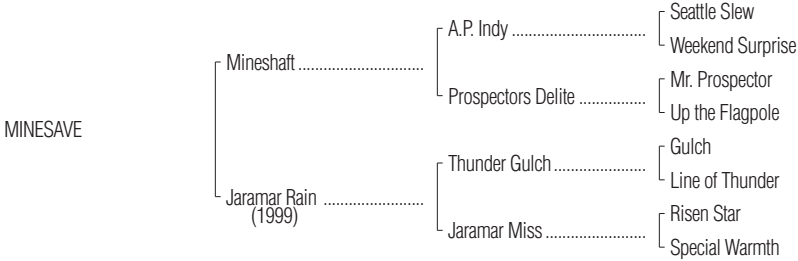 Seattle Slew
A.P. Indy ................................
Weekend Surprise
Mineshaft ..............................
Mr. Prospector
Prospectors Delite ................
Up the Flagpole
MINESAVE
Gulch
Thunder Gulch ......................
Line of Thunder
Jaramar Rain ........................
(1999)
Risen Star
Jaramar Miss ........................
Special Warmth